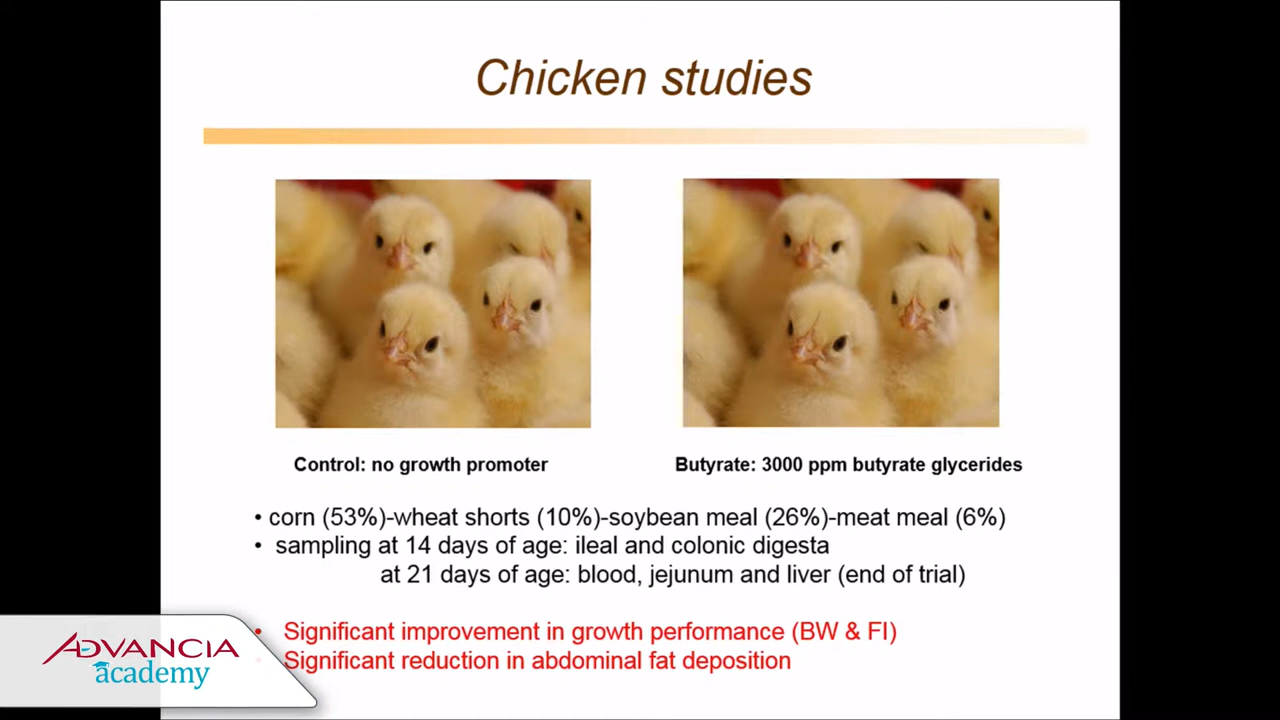 Chicken studies
Control: no growth promoter
Butyrate: 3000 ppm butyrate glycerides
• corn (53%)-wheat shorts (10%)-soybean meal (26%)-meat meal (6%)
• sampling at 14 days of age: ileal and colonic digesta
at 21 days of age: blood, jejunum and liver (end of trial)
• Significant improvement in growth performance (BW & FI)
• Significant reduction in abdominal fat deposition
ADVANCIA
academy